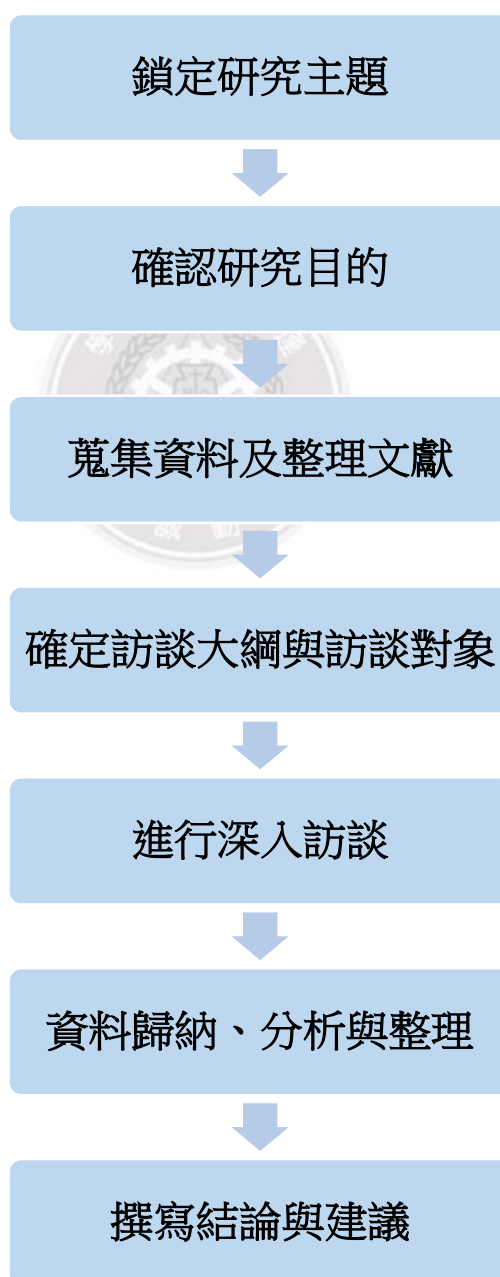 鎖定研究主題
確認研究目的
蒐集資料及整理文獻
確定訪談大綱與訪談對象
進行深入訪談
資料歸納、分析與整理
撰寫結論與建議